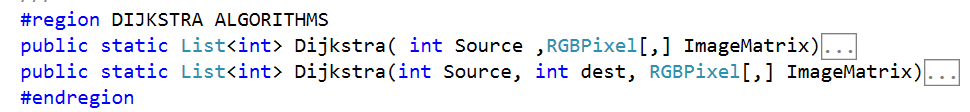 #region DIJKSTRA ALGORITHMS
public static List<int> Dijkstra( int Source ,RGBPixel[,] ImageMatrix)...
public static List<int> Dijkstra(int Source, int dest, RGBPixel[,] ImageMatrix)...
#endregion